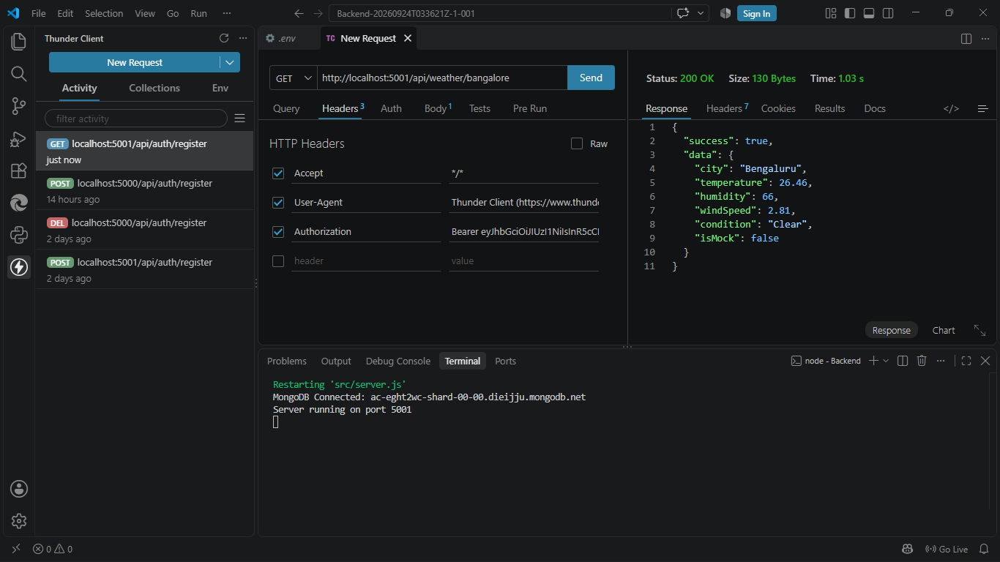 File Edit Selection View Go Run ···
Backend-20260924T033621Z-1-001
Sign In
Thunder Client
New Request
Activity Collections Env
filter activity
GET localhost:5001/api/auth/register
just now
POST localhost:5000/api/auth/register
14 hours ago
DEL localhost:5000/api/auth/register
2 days ago
POST localhost:5001/api/auth/register
2 days ago
.env
TC New Request
GET http://localhost:5001/api/weather/bangalore Send
Query Headers 3 Auth Body 1 Tests Pre Run
HTTP Headers Raw
Accept */*
User-Agent Thunder Client (https://www.thunde
Authorization Bearer eyJhbGciOiJIUzI1NiIsInR5cCI
header value
Status: 200 OK Size: 130 Bytes Time: 1.03 s
Response Headers 7 Cookies Results Docs </>
1 {
2 "success": true,
3 "data": {
4 "city": "Bengaluru",
5 "temperature": 26.46,
6 "humidity": 66,
7 "windSpeed": 2.81,
8 "condition": "Clear",
9 "isMock": false
10 }
11 }
Response Chart
Problems Output Debug Console Terminal Ports
node - Backend
Restarting 'src/server.js'
MongoDB Connected: ac-eght2wc-shard-00-00.dieijju.mongodb.net
Server running on port 5001
0 0
Go Live